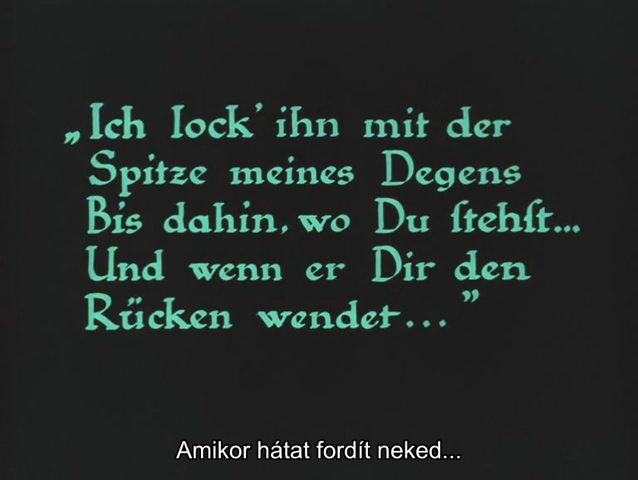 „Ich lock' ihn mit der
Spitze meines Degens
Bis dahin, wo Du ſtehſt...
Und wenn er Dir den
Rücken wendet..."
Amikor hátat fordít neked...